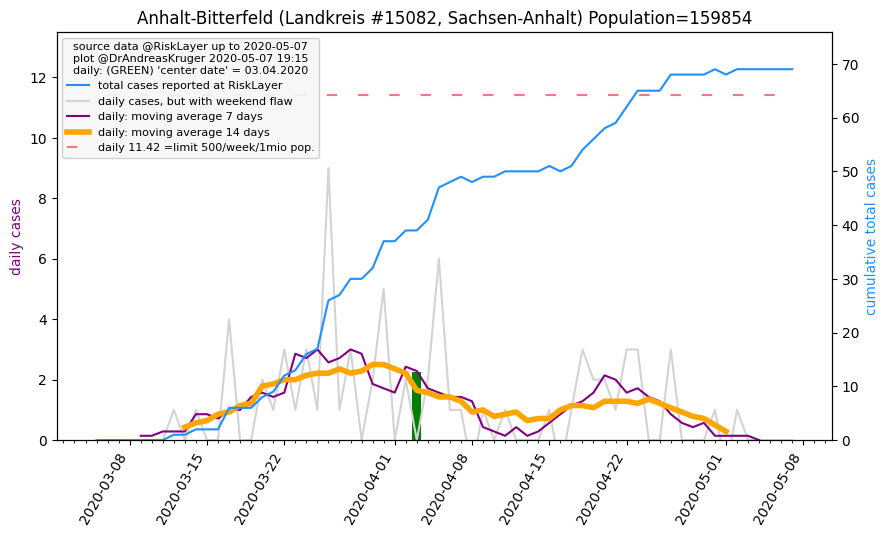 Anhalt-Bitterfeld (Landkreis #15082, Sachsen-Anhalt) Population=159854
source data @RiskLayer up to 2020-05-07
plot @DrAndreasKruger 2020-05-07 19:15
daily: (GREEN) 'center date' = 03.04.2020
total cases reported at RiskLayer
daily cases, but with weekend flaw
daily: moving average 7 days
daily: moving average 14 days
daily 11.42 =limit 500/week/1mio pop.
daily cases
12
10
8
6
4
2
0
70
60
50
40
30
20
10
0
cumulative total cases
2020-03-08
2020-03-15
2020-03-22
2020-04-01
2020-04-08
2020-04-15
2020-04-22
2020-05-01
2020-05-08